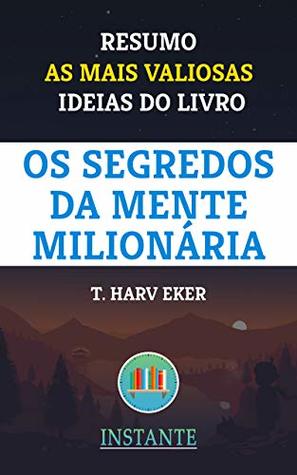 RESUMO
AS MAIS VALIOSAS
IDEIAS DO LIVRO
OS SEGREDOS
DA MENTE
MILIONÁRIA
T. HARV EKER
INSTANTE